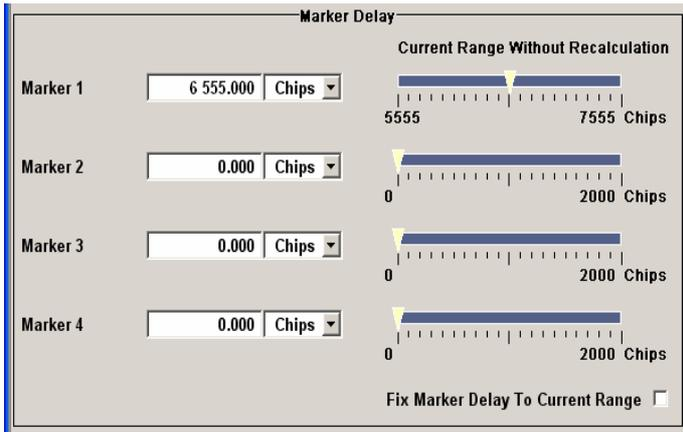 Marker Delay
Current Range Without Recalculation
Marker 1 6 555.000 Chips
5555 7555 Chips
Marker 2 0.000 Chips
0 2000 Chips
Marker 3 0.000 Chips
0 2000 Chips
Marker 4 0.000 Chips
0 2000 Chips
Fix Marker Delay To Current Range